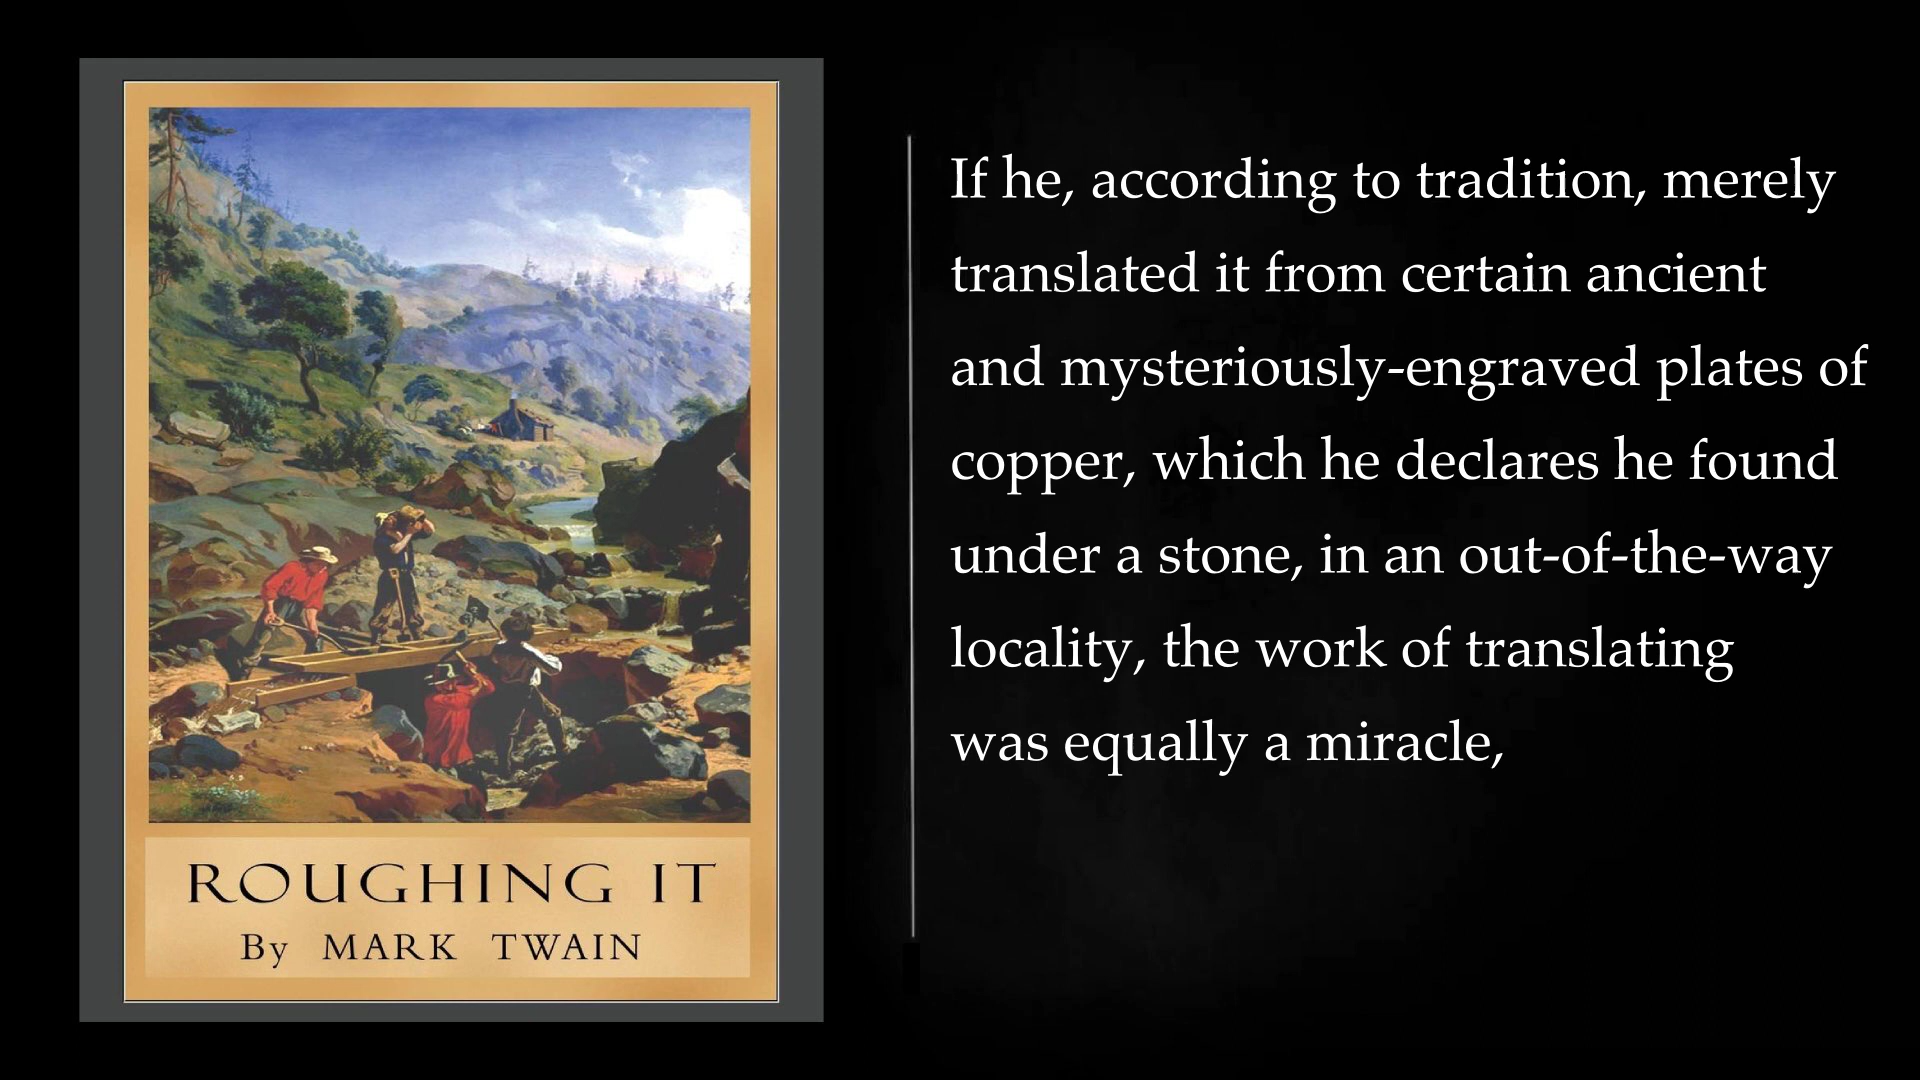 ROUGHING IT
By MARK TWAIN
If he, according to tradition, merely
translated it from certain ancient
and mysteriously-engraved plates of
copper, which he declares he found
under a stone, in an out-of-the-way
locality, the work of translating
was equally a miracle,